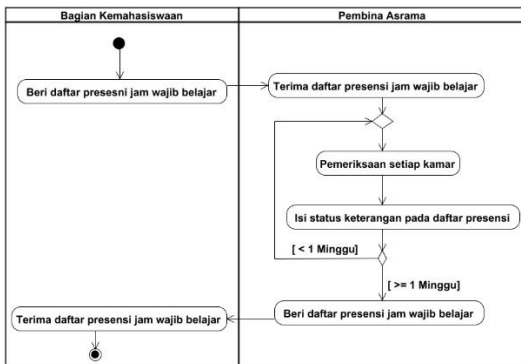 Bagian Kemahasiswaan
Pembina Asrama
Beri daftar presesni jam wajib belajar
Terima daftar presensi jam wajib belajar
Pemeriksaan setiap kamar
Isi status keterangan pada daftar presensi
[ < 1 Minggu]
[ >= 1 Minggu]
Beri daftar presensi jam wajib belajar
Terima daftar presensi jam wajib belajar